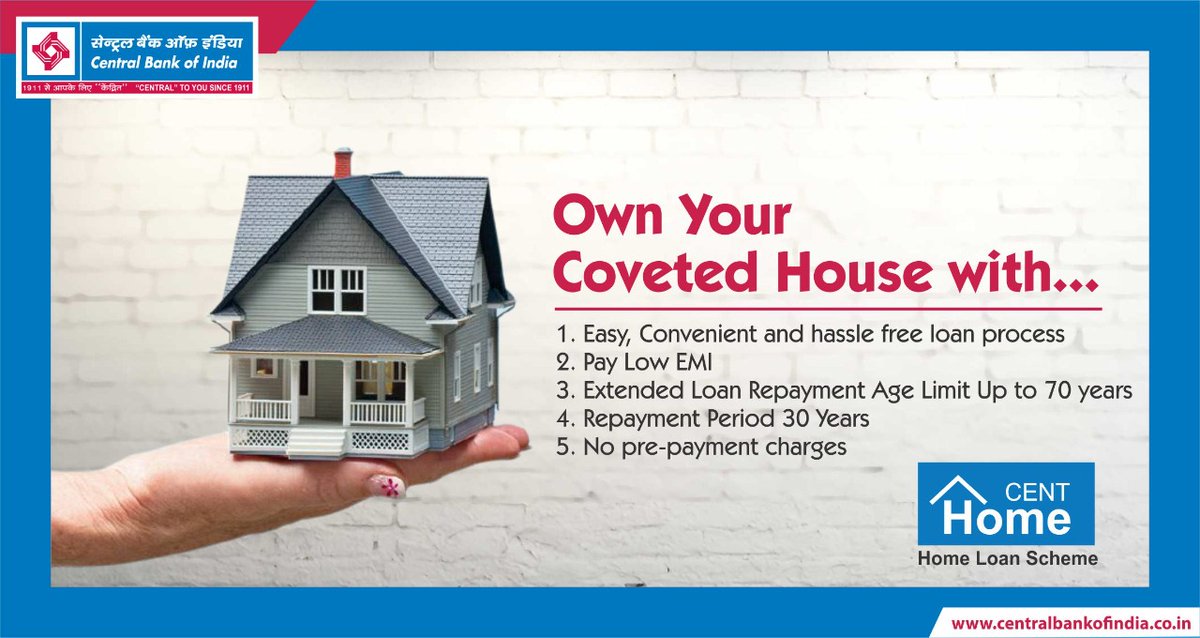 सेन्ट्रल बैंक ऑफ़ इंडिया
Central Bank of India
1911 से आपके लिए "केंद्रित" "CENTRAL" TO YOU SINCE 1911
Own Your
Coveted House with...
1. Easy, Convenient and hassle free loan process
2. Pay Low EMI
3. Extended Loan Repayment Age Limit Up to 70 years
4. Repayment Period 30 Years
5. No pre-payment charges
CENT
Home
Home Loan Scheme
www.centralbankofindia.co.in